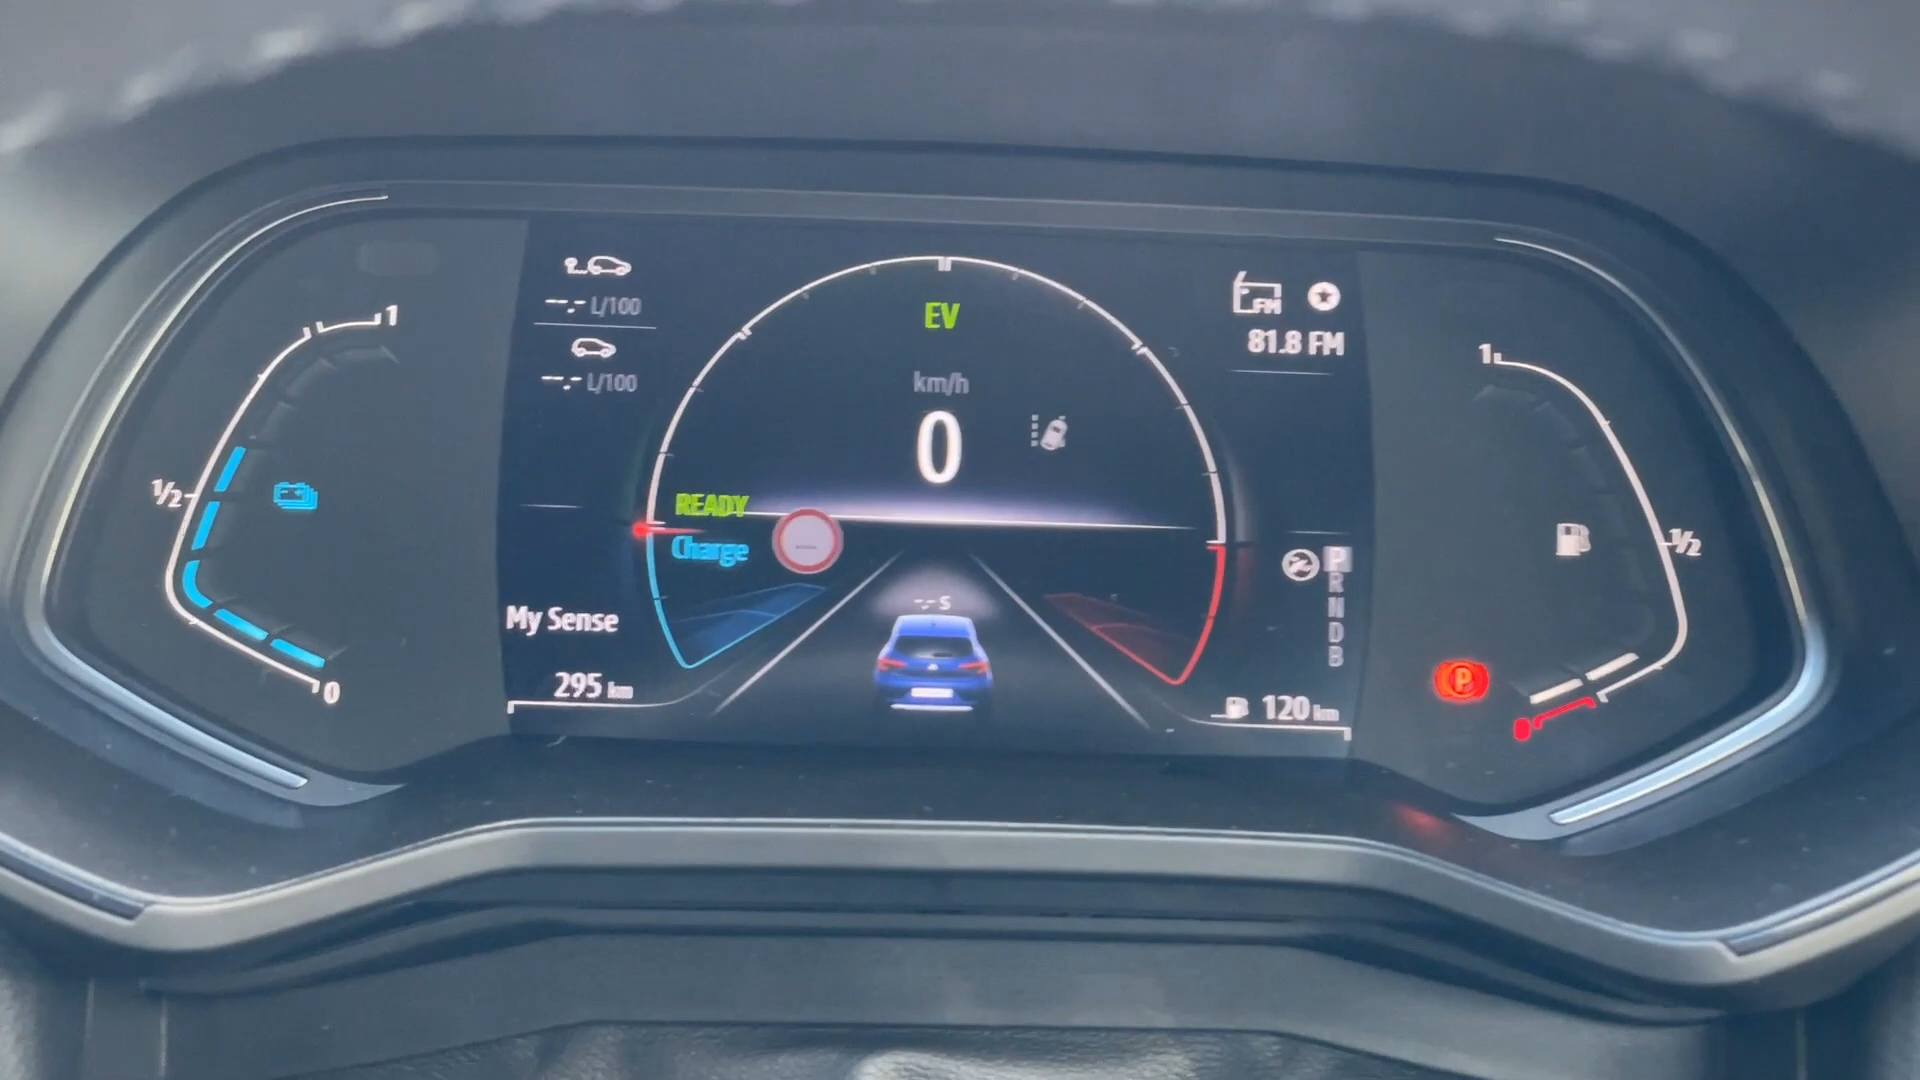 --.- L/100
--.- L/100
EV
km/h
0
FM
81.8 FM
READY
Charge
--.- S
My Sense
295 km
120 km
P
R
N
D
B
1
1/2
0
1
1/2
P